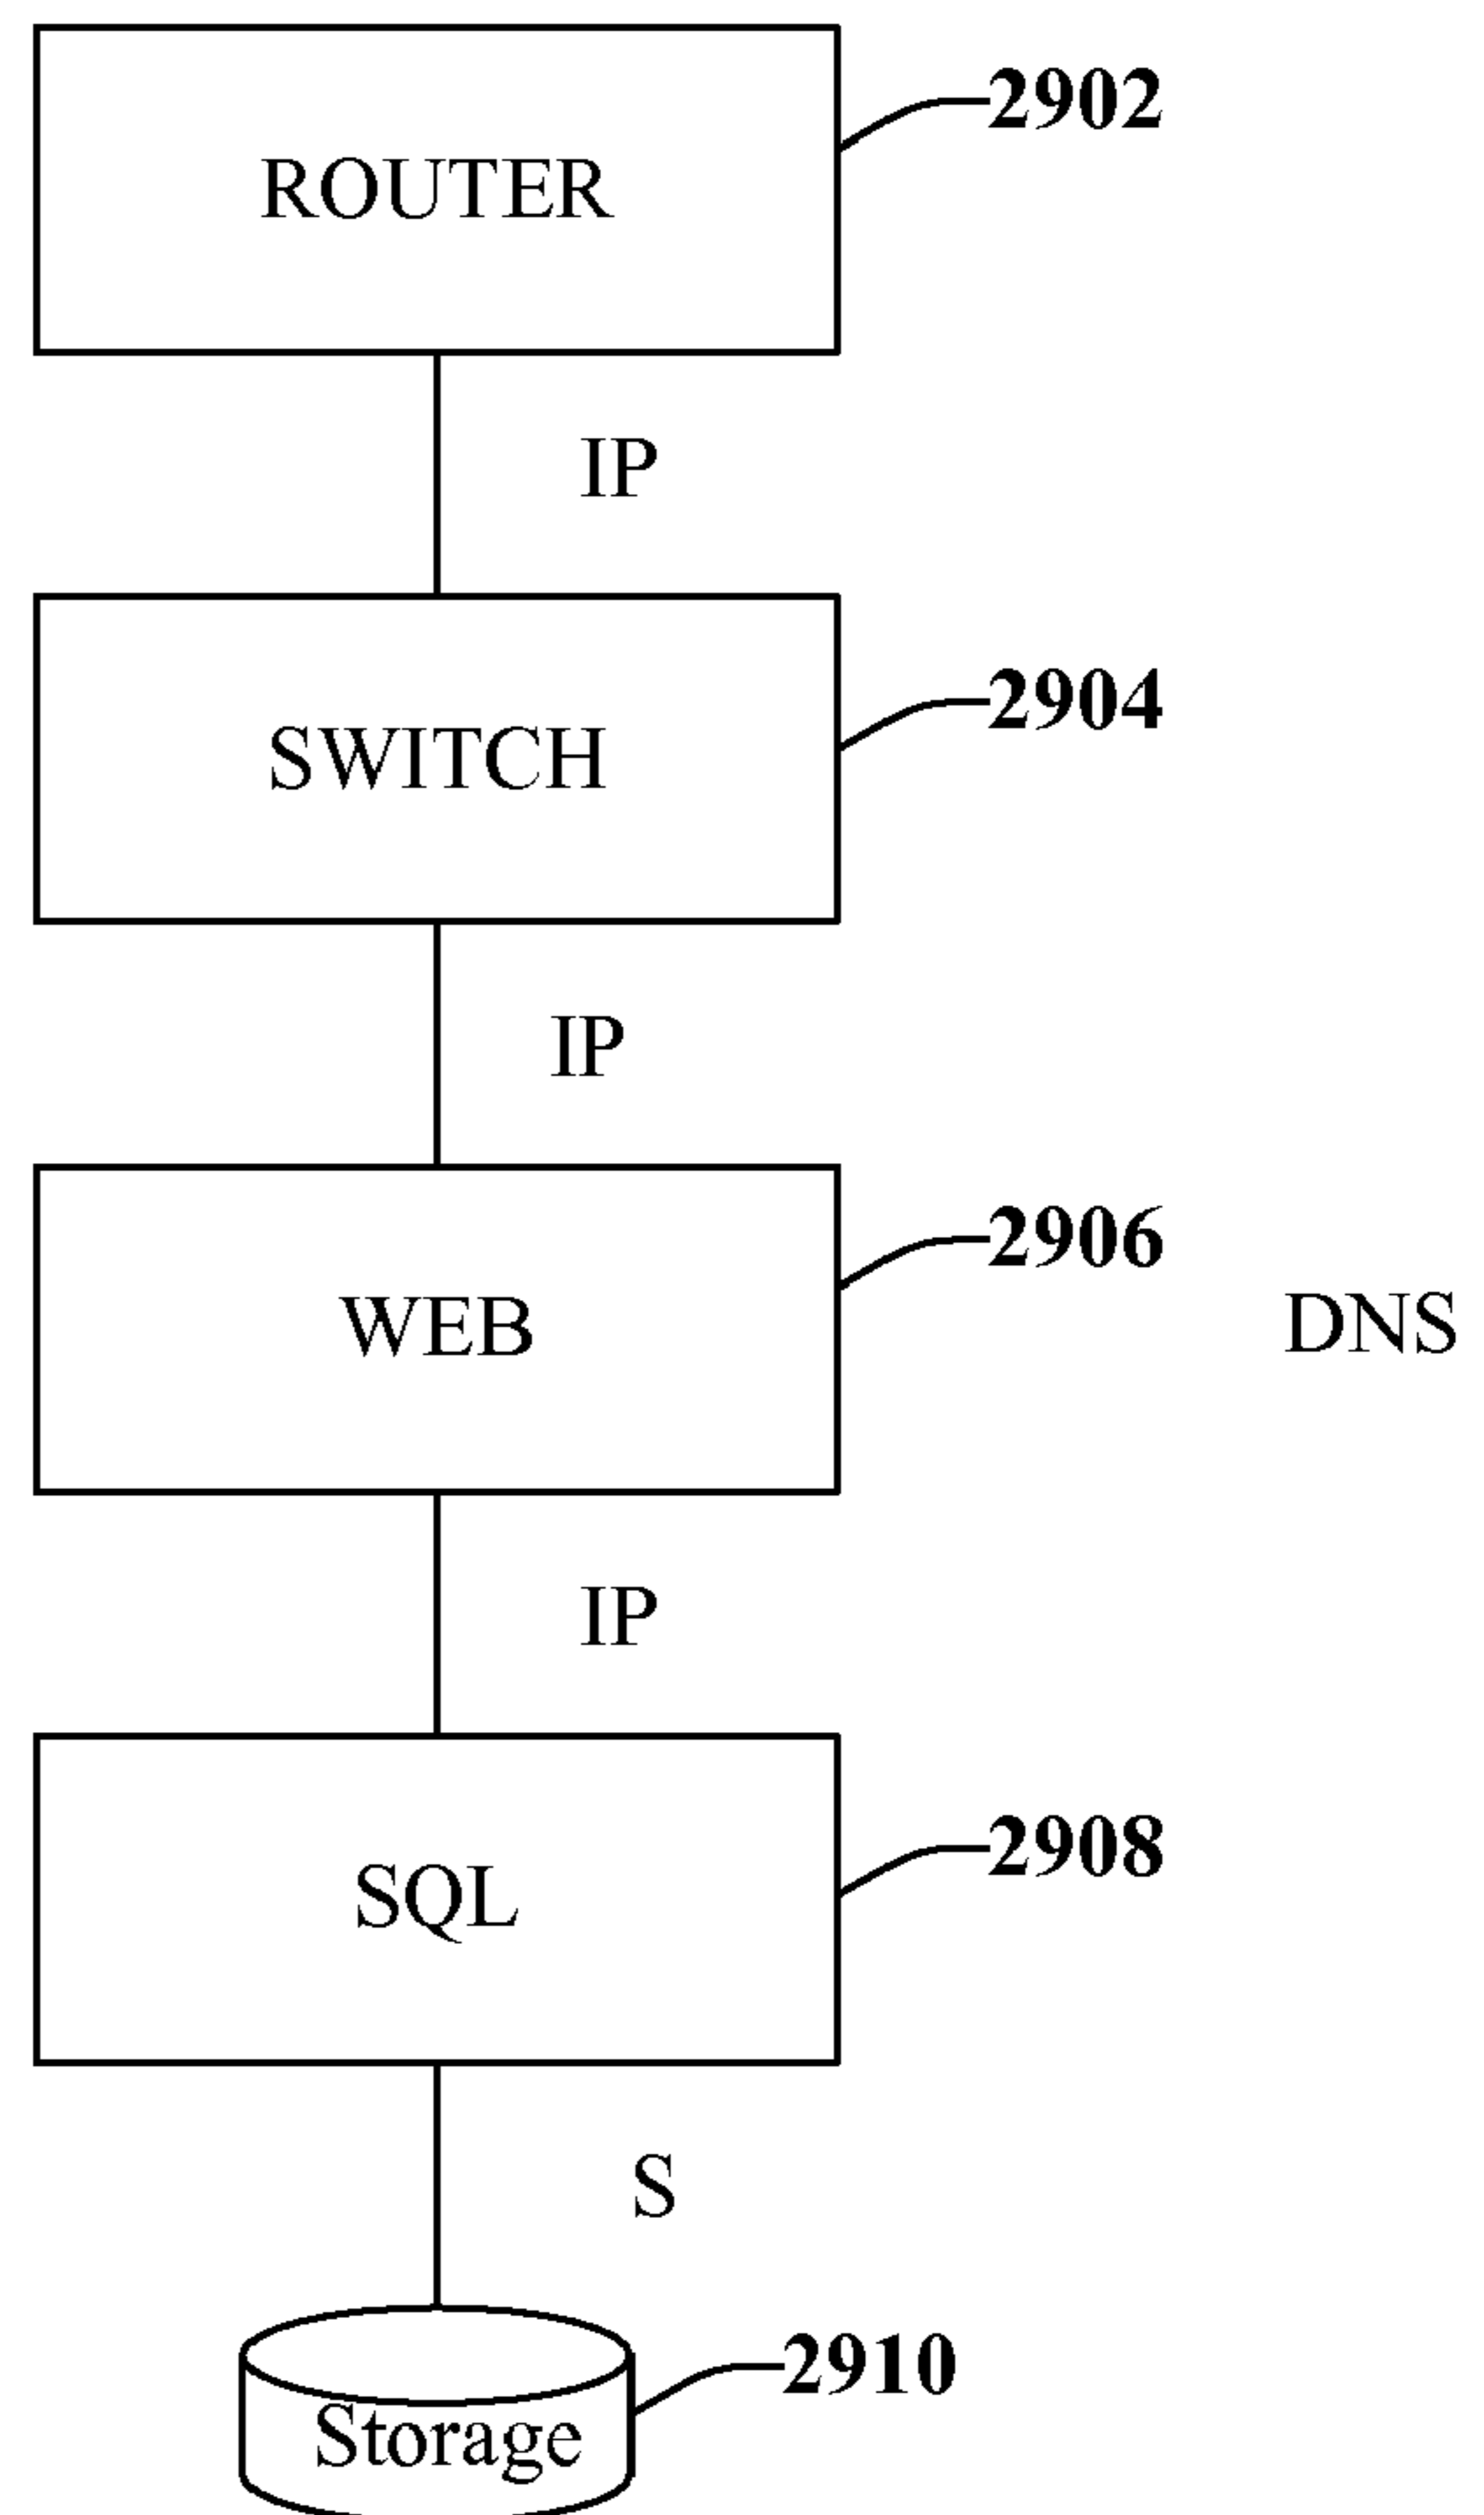 2902
ROUTER
IP
2904
SWITCH
IP
2906
WEB
DNS
IP
2908
SQL
S
2910
Storage